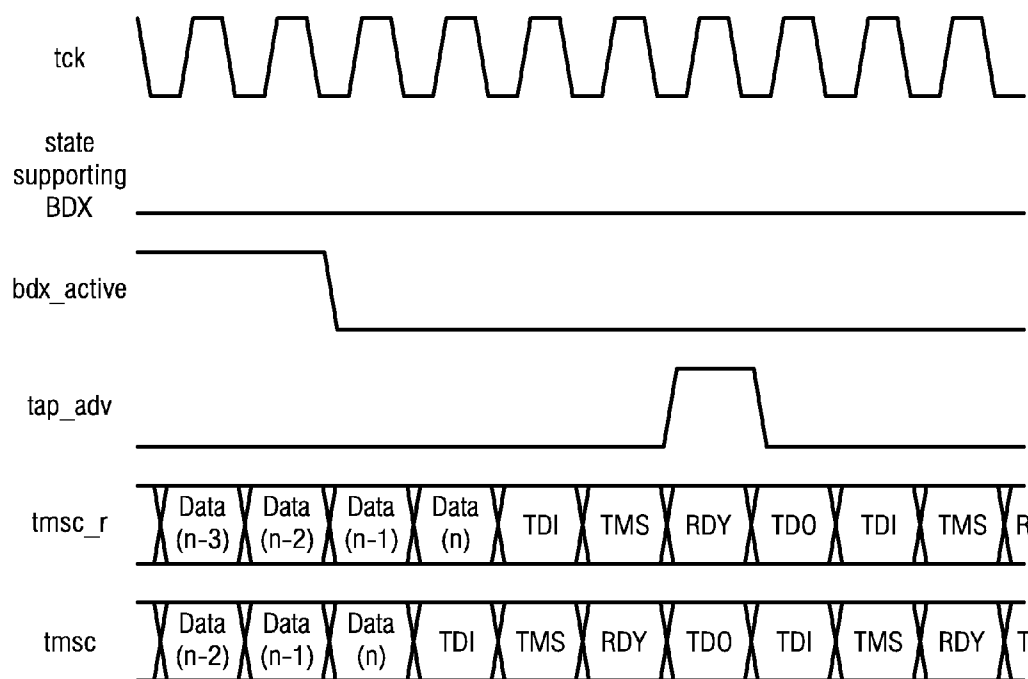 tck
state
supporting
BDX
bdx_active
tap_adv
tmsc_r
Data
(n-3)
Data
(n-2)
Data
(n-1)
Data
(n)
TDI
TMS
RDY
TDO
TDI
TMS
R
tmsc
Data
(n-2)
Data
(n-1)
Data
(n)
TDI
TMS
RDY
TDO
TDI
TMS
RDY
T